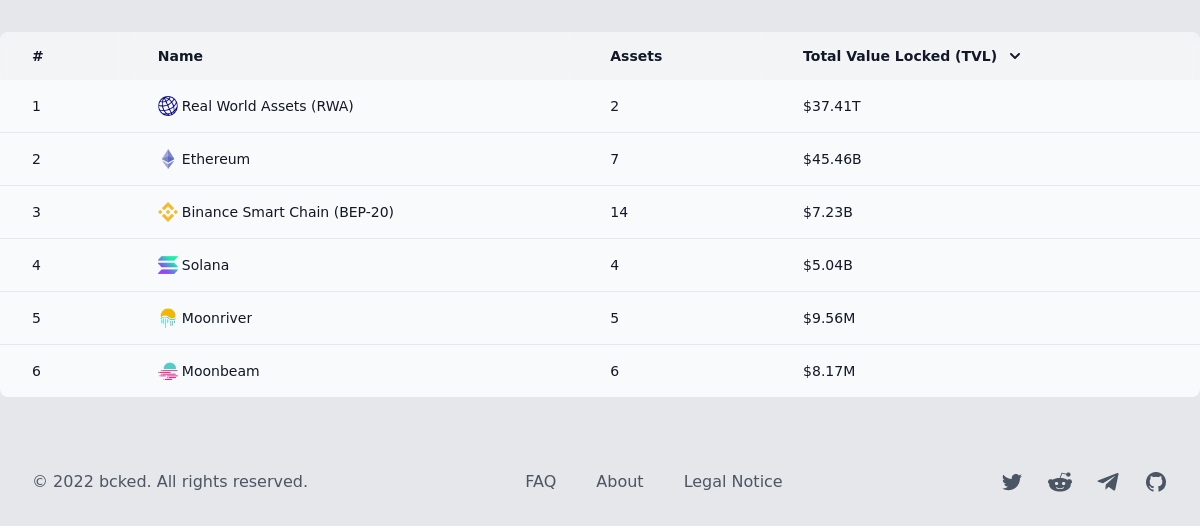 # Name Assets Total Value Locked (TVL)
1 Real World Assets (RWA) 2 $37.41T
2 Ethereum 7 $45.46B
3 Binance Smart Chain (BEP-20) 14 $7.23B
4 Solana 4 $5.04B
5 Moonriver 5 $9.56M
6 Moonbeam 6 $8.17M
© 2022 bcked. All rights reserved. FAQ About Legal Notice